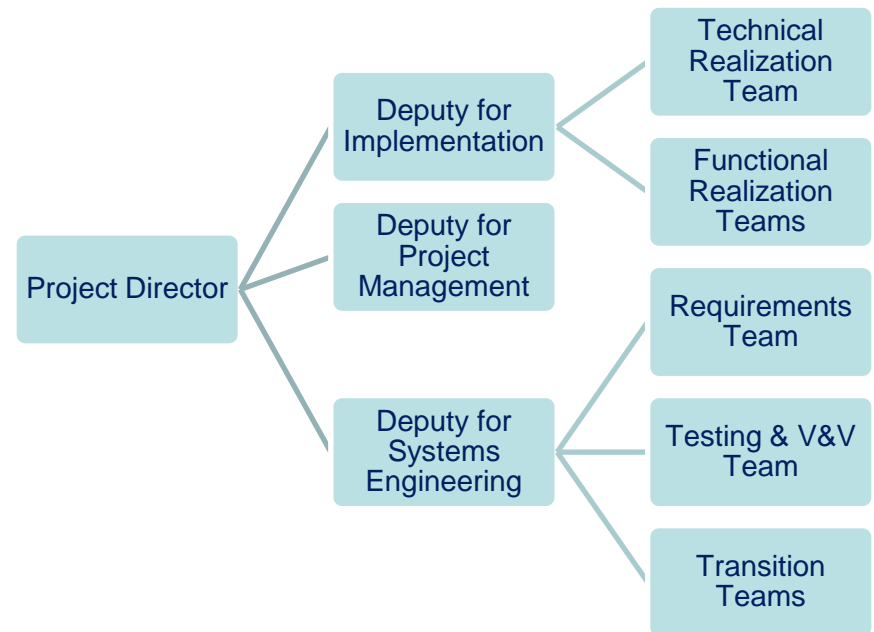 Project Director
Deputy for
Implementation
Technical
Realization
Team
Functional
Realization
Teams
Deputy for
Project
Management
Deputy for
Systems
Engineering
Requirements
Team
Testing & V&V
Team
Transition
Teams